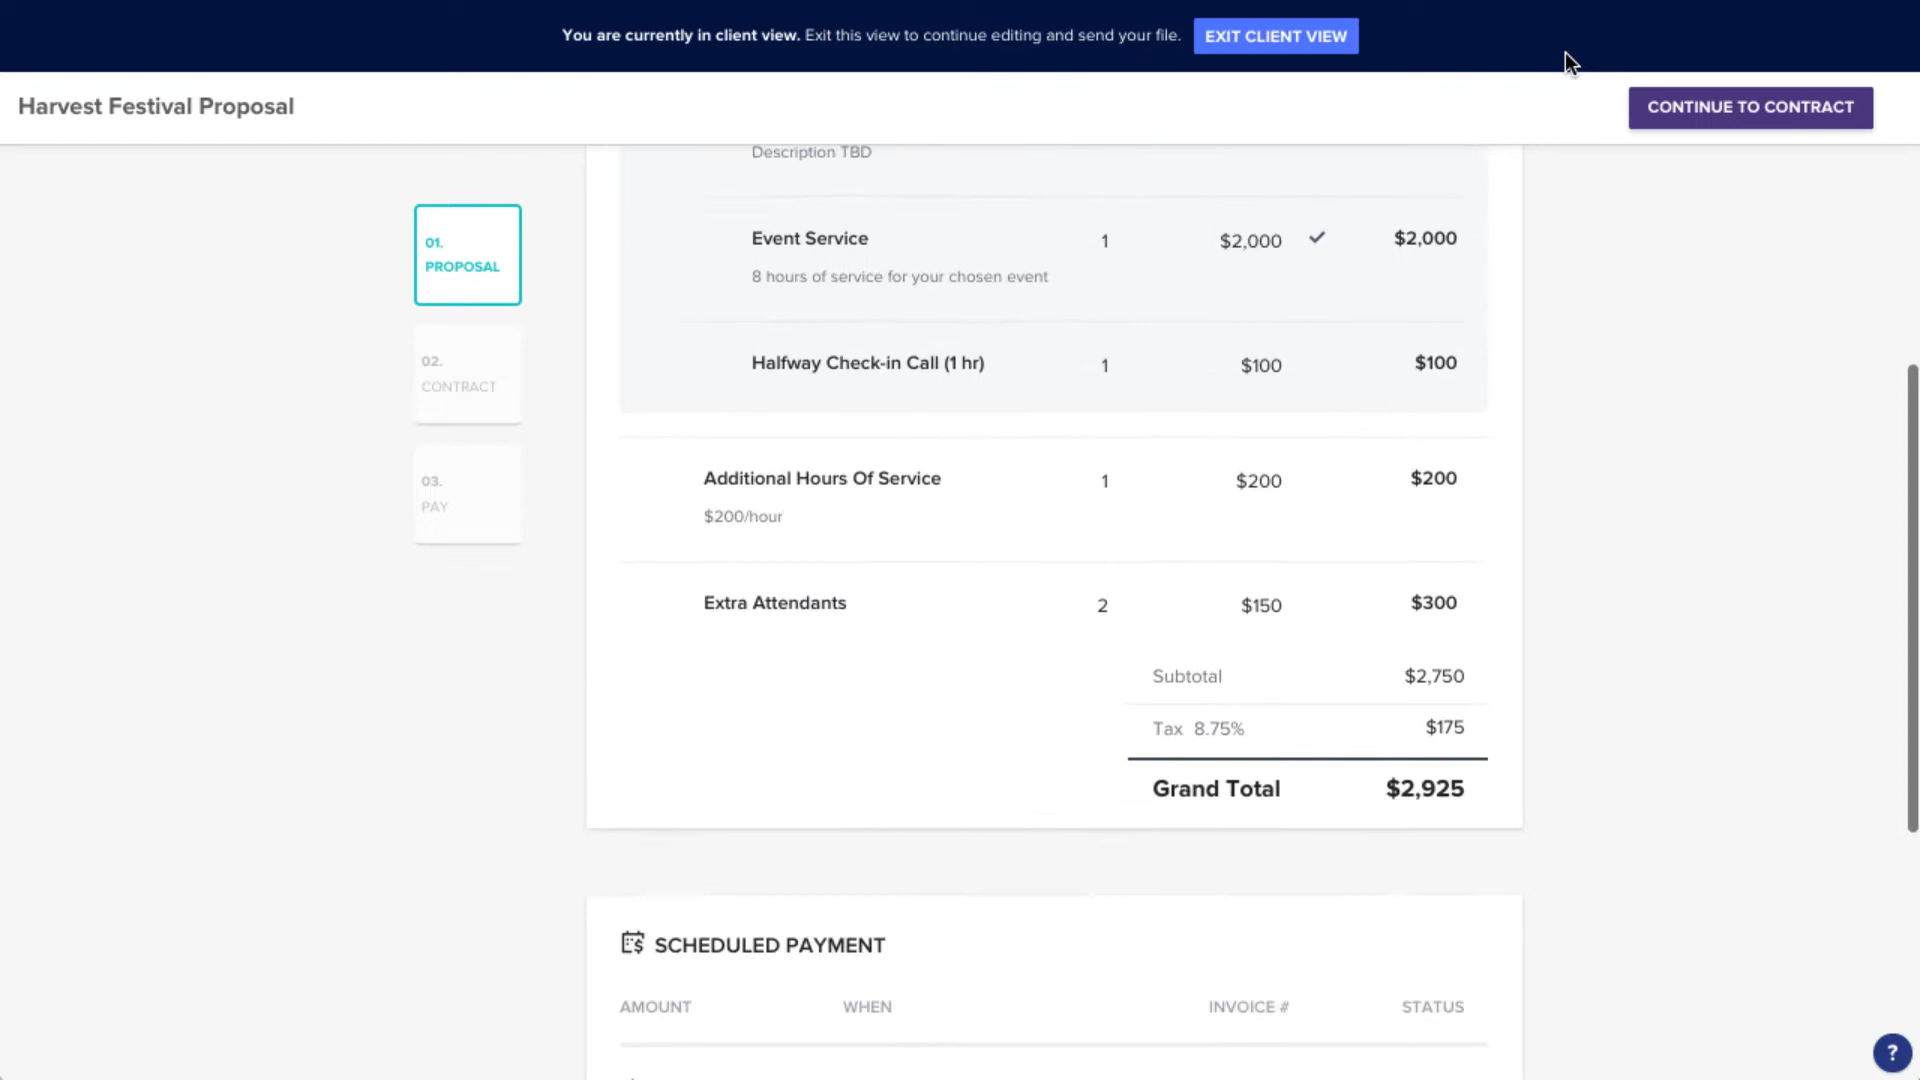 You are currently in client view. Exit this view to continue editing and send your file. EXIT CLIENT VIEW
Harvest Festival Proposal
CONTINUE TO CONTRACT
01.
PROPOSAL
02.
CONTRACT
03.
PAY
Description TBD
Event Service 1 $2,000 $2,000
8 hours of service for your chosen event
Halfway Check-in Call (1 hr) 1 $100 $100
Additional Hours Of Service 1 $200 $200
$200/hour
Extra Attendants 2 $150 $300
Subtotal $2,750
Tax 8.75% $175
Grand Total $2,925
SCHEDULED PAYMENT
AMOUNT WHEN INVOICE # STATUS
?